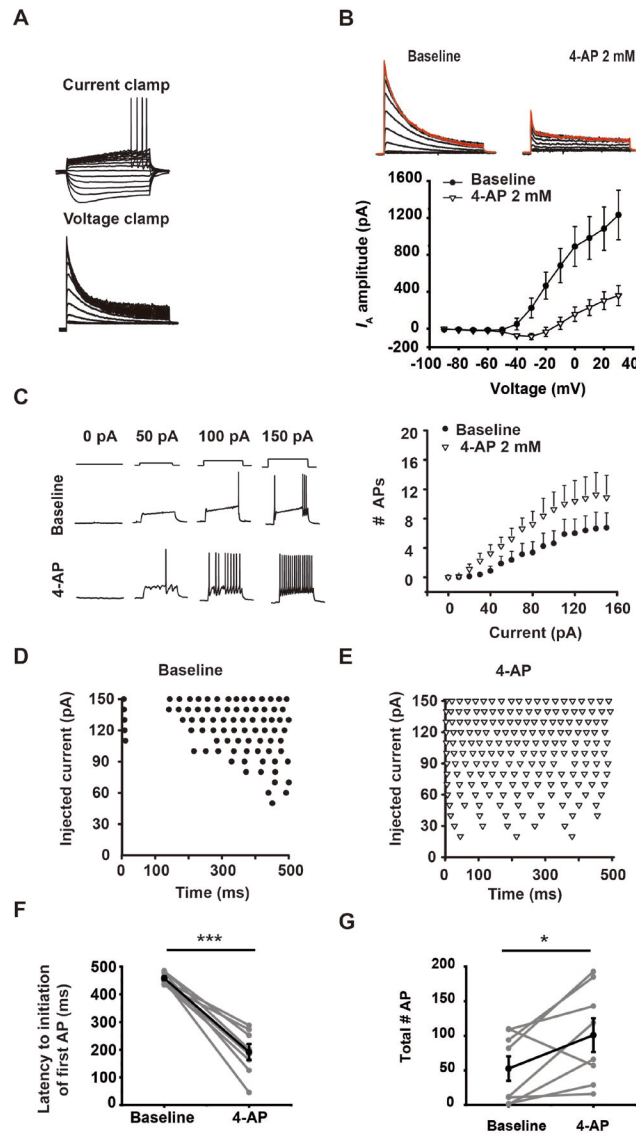 A
Current clamp
Voltage clamp
B
Baseline
4-AP 2 mM
Baseline
4-AP 2 mM
I_A amplitude (pA)
1600
1200
800
400
0
-200
-100 -80 -60 -40 -20 0 20 40
Voltage (mV)
C
0 pA 50 pA 100 pA 150 pA
Baseline
4-AP
Baseline
4-AP 2 mM
# APs
20
16
12
8
4
0
0 40 80 120 160
Current (pA)
D
Baseline
Injected current (pA)
150
120
90
60
30
0
0 100 300 500
Time (ms)
E
4-AP
Injected current (pA)
150
120
90
60
30
0
0 100 300 500
Time (ms)
F
***
Latency to initiation
of first AP (ms)
500
400
300
200
100
0
Baseline 4-AP
G
*
Total # AP
200
150
100
50
0
Baseline 4-AP